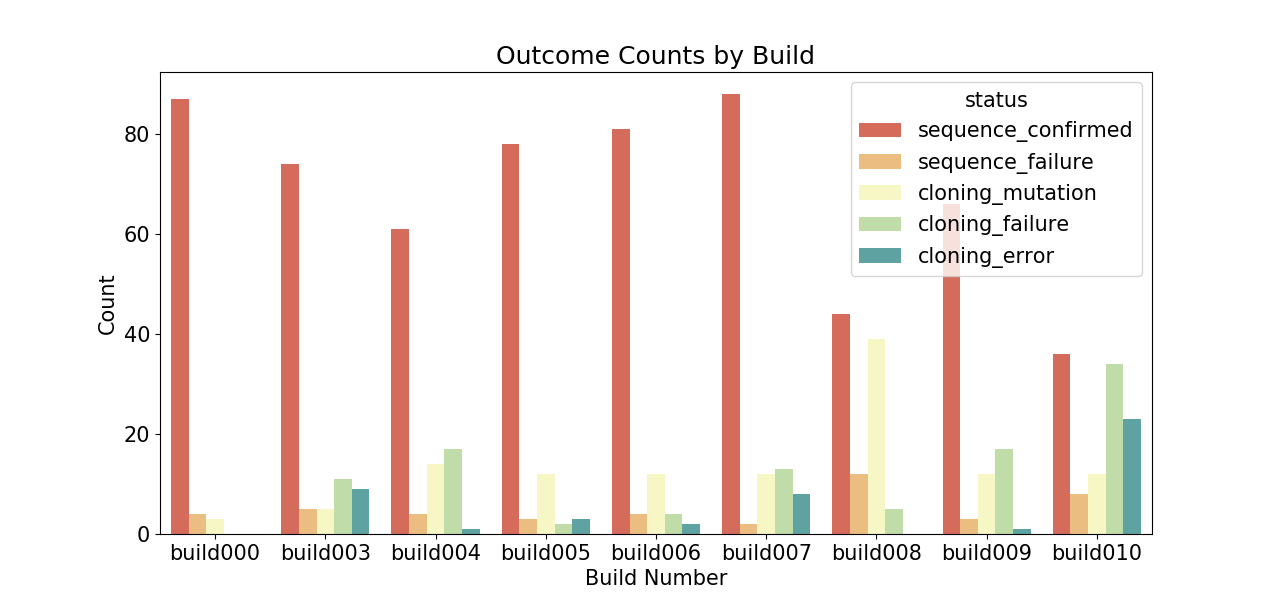 Outcome Counts by Build
status
sequence_confirmed
sequence_failure
cloning_mutation
cloning_failure
cloning_error
Count
80
60
40
20
0
build000 build003 build004 build005 build006 build007 build008 build009 build010
Build Number